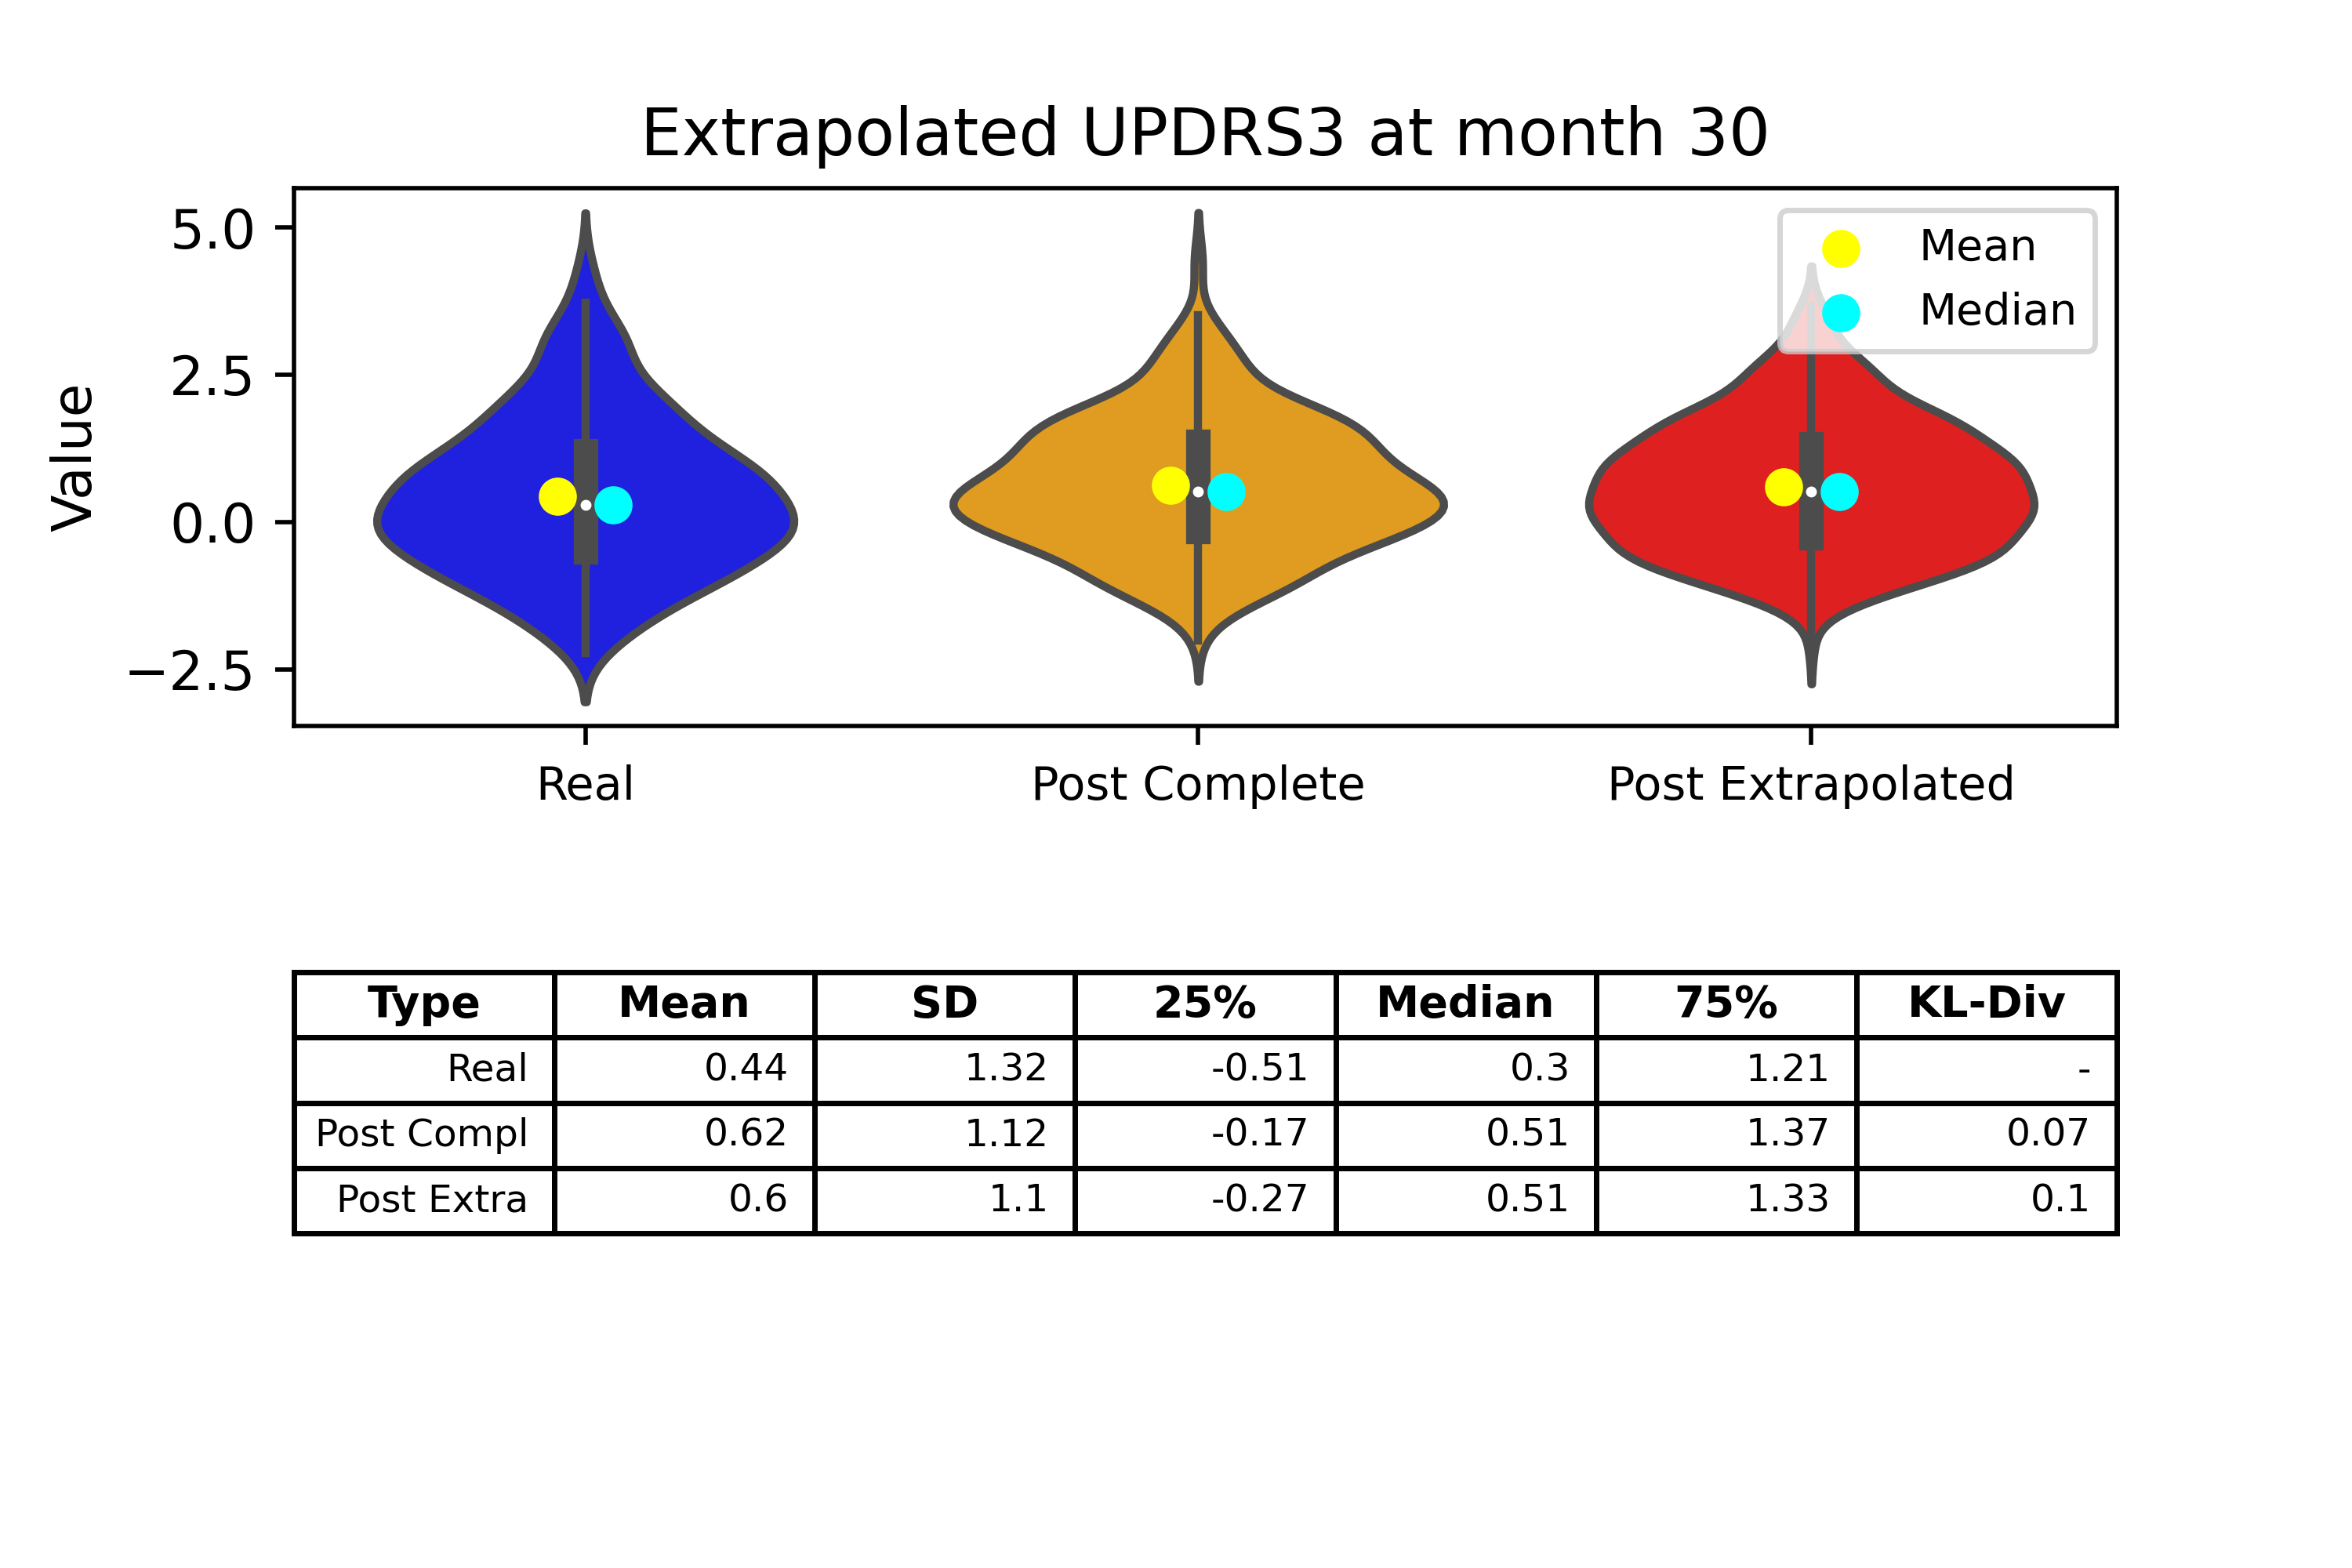 Extrapolated UPDRS3 at month 30
Value
5.0
2.5
0.0
−2.5
Mean
Median
Real Post Complete Post Extrapolated
Type Mean SD 25% Median 75% KL-Div
Real 0.44 1.32 -0.51 0.3 1.21 -
Post Compl 0.62 1.12 -0.17 0.51 1.37 0.07
Post Extra 0.6 1.1 -0.27 0.51 1.33 0.1